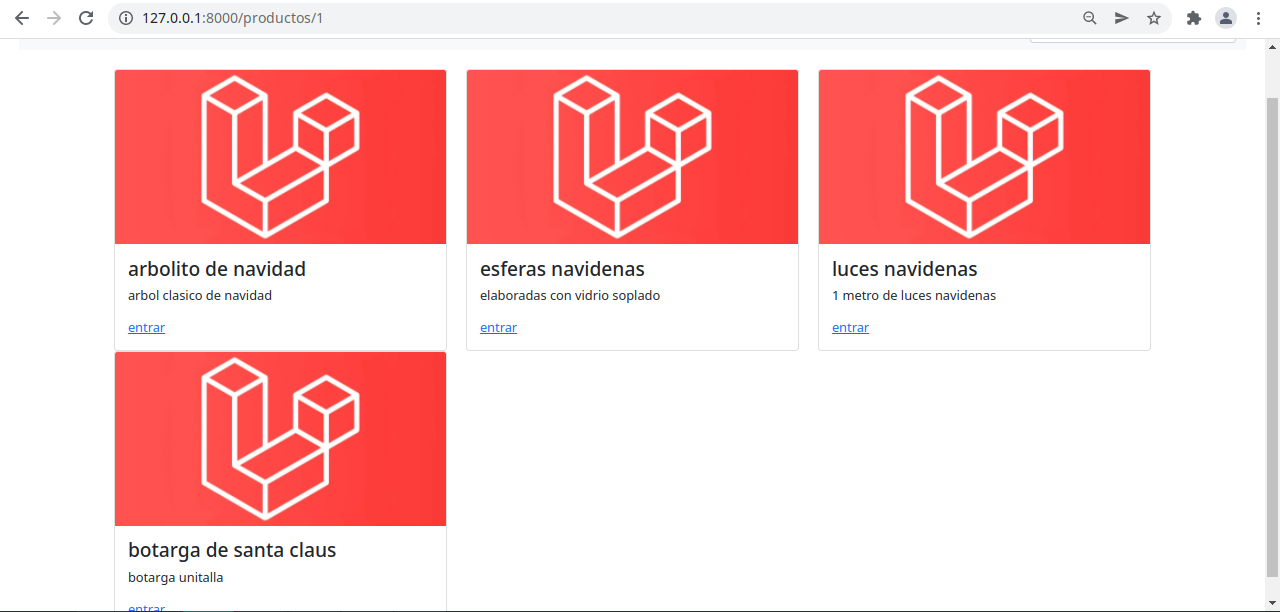 127.0.0.1:8000/productos/1
arbolito de navidad
arbol clasico de navidad
entrar
esferas navidenas
elaboradas con vidrio soplado
entrar
luces navidenas
1 metro de luces navidenas
entrar
botarga de santa claus
botarga unitalla
entrar